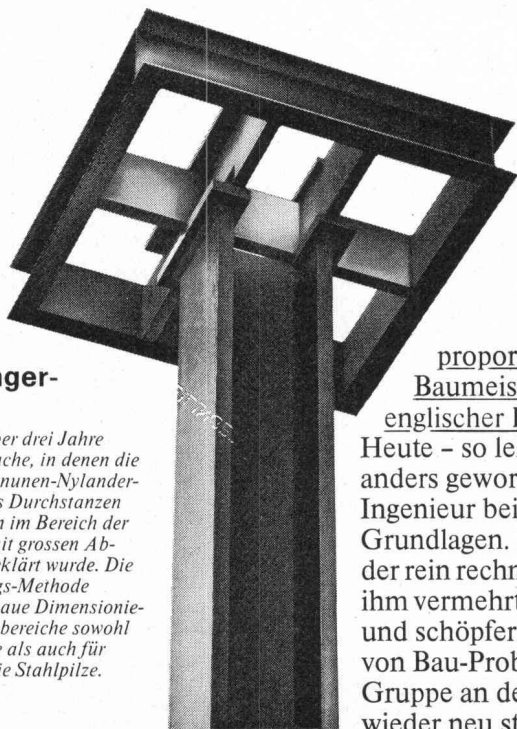 ger-
er drei Jahre
che, in denen die
nunen-Nylander-
s Durchstanzen
n im Bereich der
it grossen Ab-
klärt wurde. Die
gs-Methode
aue Dimensionie-
bereiche sowohl
e als auch für
ie Stahlpilze.
propor
Baumeis
englischer
Heute – so le
anders gewor
Ingenieur bei
Grundlagen.
der rein rechn
ihm vermehrt
und schöpfer
von Bau-Prob
Gruppe an de
wieder neu st